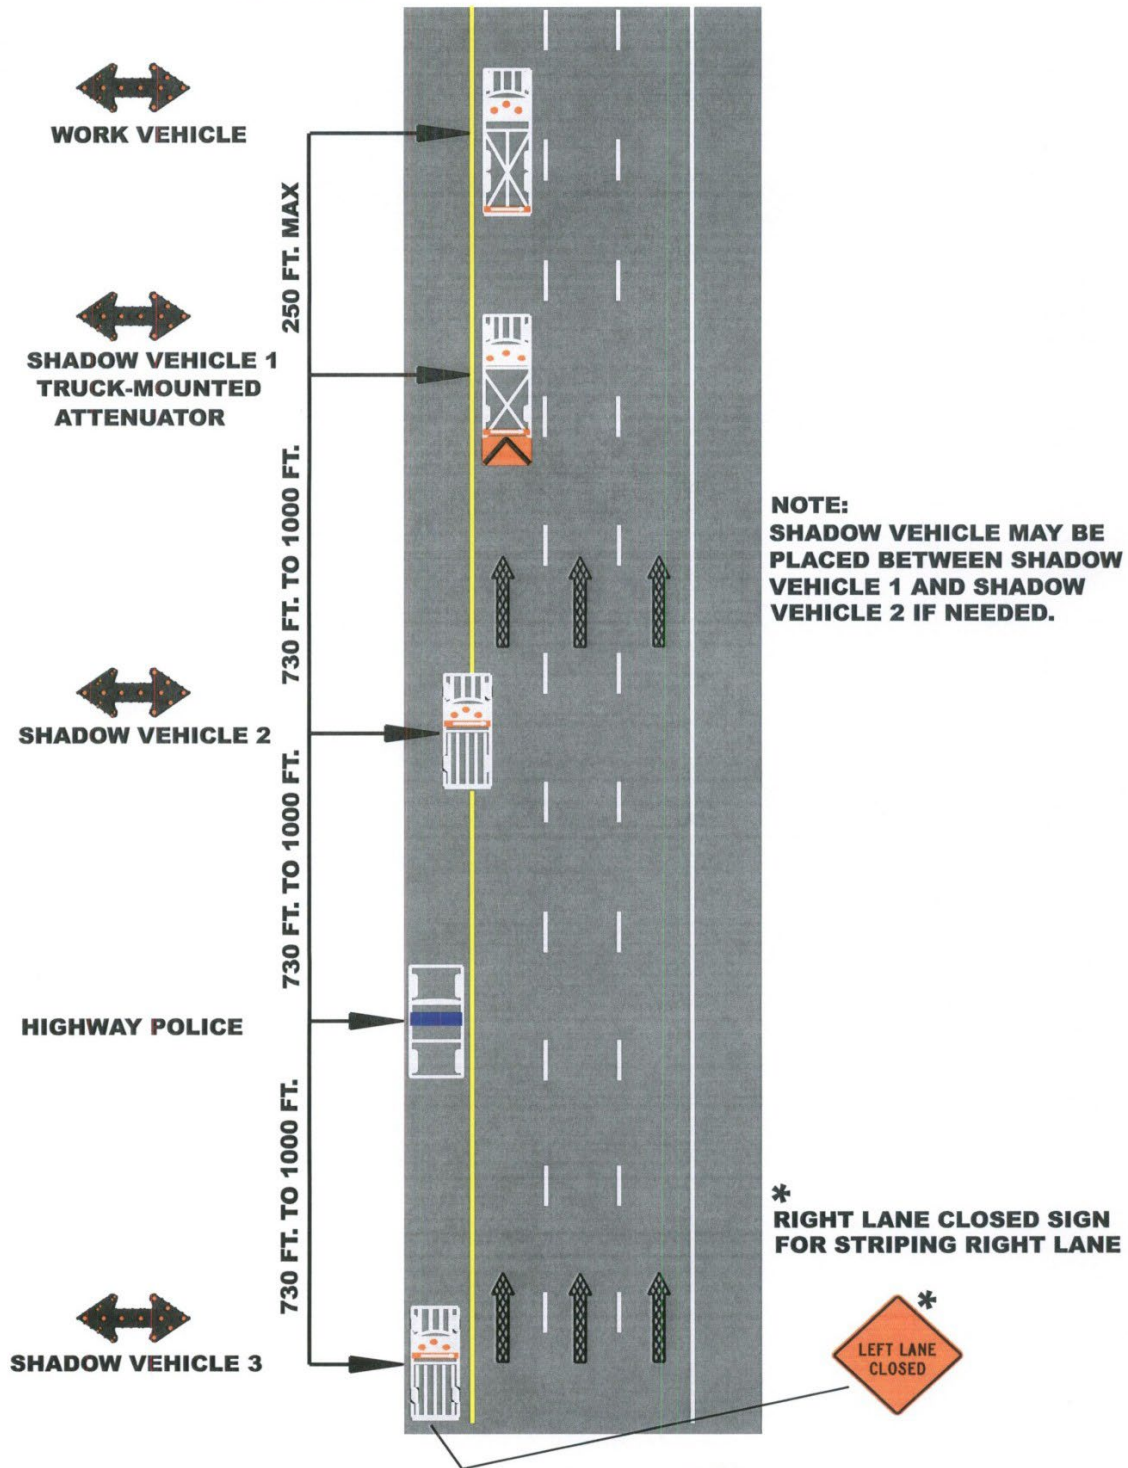 WORK VEHICLE
250 FT. MAX
SHADOW VEHICLE 1
TRUCK-MOUNTED
ATTENUATOR
730 FT. TO 1000 FT.
NOTE:
SHADOW VEHICLE MAY BE
PLACED BETWEEN SHADOW
VEHICLE 1 AND SHADOW
VEHICLE 2 IF NEEDED.
SHADOW VEHICLE 2
730 FT. TO 1000 FT.
HIGHWAY POLICE
730 FT. TO 1000 FT.
*
RIGHT LANE CLOSED SIGN
FOR STRIPING RIGHT LANE
*
LEFT LANE
CLOSED
SHADOW VEHICLE 3